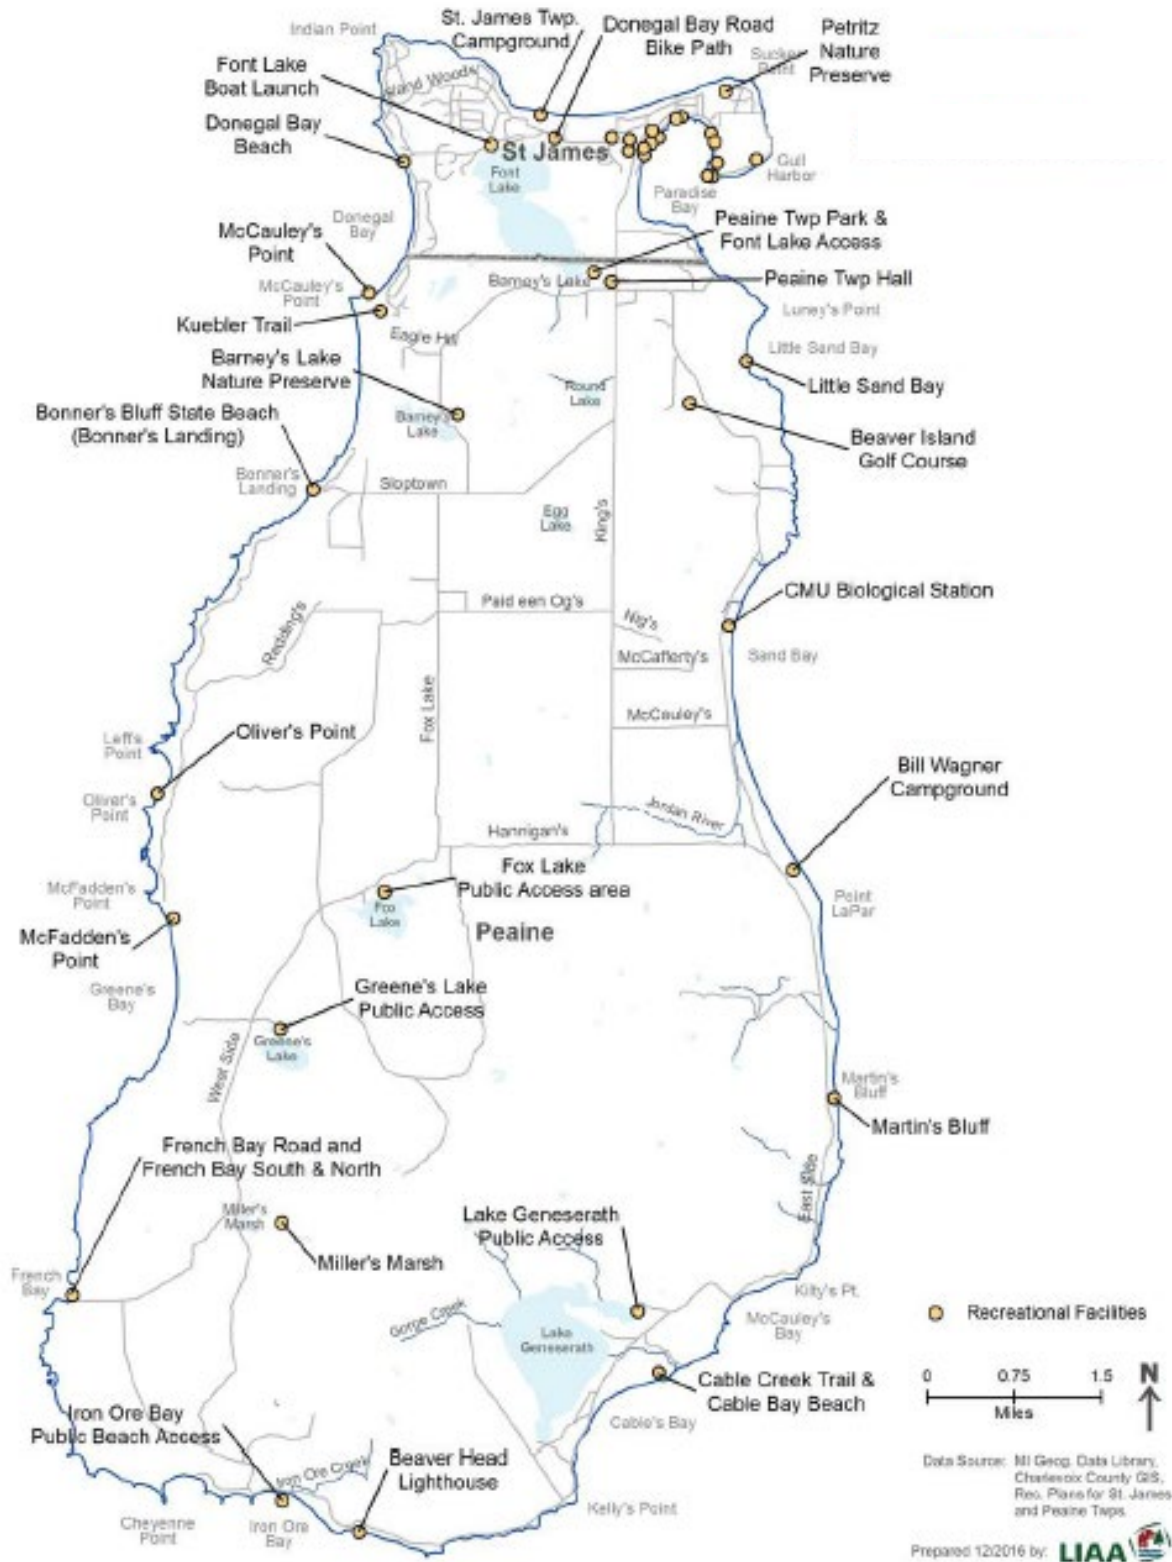 Indian Point
St. James Twp.
Campground
Donegal Bay Road
Bike Path
Petritz
Nature
Preserve
Font Lake
Boat Launch
Donegal Bay
Beach
St James
Font
Lake
Gull
Harbor
Paradise
Bay
Donegal
Bay
McCauley's
Point
Peaine Twp Park &
Font Lake Access
McCauley's
Point
Barney's Lake
Peaine Twp Hall
Kuebler Trail
Eagle Hill
Luney's Point
Little Sand Bay
Barney's Lake
Nature Preserve
Round
Lake
Little Sand Bay
Bonner's Bluff State Beach
(Bonner's Landing)
Barney's
Lake
Beaver Island
Golf Course
Bonner's
Landing
Sloptown
Egg
Lake
King's
CMU Biological Station
Paid een Og's
Nig's
Redding's
McCafferty's
Sand Bay
Fox Lake
McCauley's
Oliver's Point
Leff's
Point
Bill Wagner
Campground
Oliver's
Point
Jordan River
Hannigan's
Fox Lake
Public Access area
McFadden's
Point
Fox
Lake
Point
LaPar
McFadden's
Point
Peaine
Greene's
Bay
Greene's Lake
Public Access
Greene's
Lake
West Side
Martin's
Bluff
Martin's Bluff
French Bay Road and
French Bay South & North
East Side
Miller's
Marsh
Lake Geneserath
Public Access
Miller's Marsh
French
Bay
Kilty's Pt.
McCauley's
Bay
Gorge Creek
Lake
Geneserath
Recreational Facilities
0 0.75 1.5
Miles
N
Cable Creek Trail &
Cable Bay Beach
Cable's Bay
Iron Ore Bay
Public Beach Access
Iron Ore Creek
Beaver Head
Lighthouse
Kelly's Point
Cheyenne
Point
Iron Ore
Bay
Data Source: MI Geog. Data Library,
Charlevoix County GIS,
Rec. Plans for St. James
and Peaine Twps.
Prepared 12/2016 by: LIAA